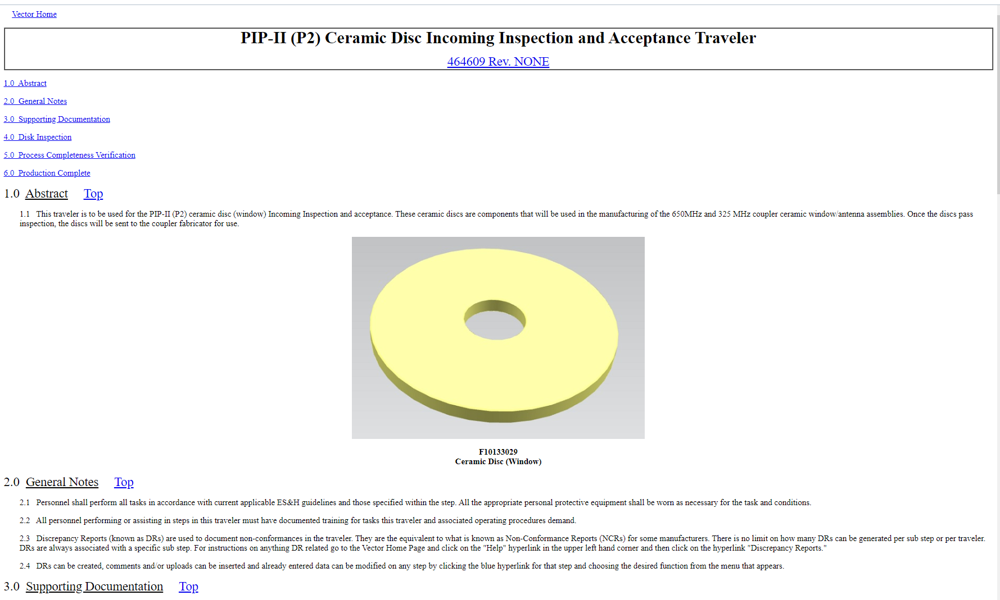 Vector Home
PIP-II (P2) Ceramic Disc Incoming Inspection and Acceptance Traveler
464609 Rev. NONE
1.0 Abstract
2.0 General Notes
3.0 Supporting Documentation
4.0 Disk Inspection
5.0 Process Completeness Verification
6.0 Production Complete
1.0 Abstract Top
1.1 This traveler is to be used for the PIP-II (P2) ceramic disc (window) Incoming Inspection and acceptance. These ceramic discs are components that will be used in the manufacturing of the 650MHz and 325 MHz coupler ceramic window/antenna assemblies. Once the discs pass
inspection, the discs will be sent to the coupler fabricator for use.
F10133029
Ceramic Disc (Window)
2.0 General Notes Top
2.1 Personnel shall perform all tasks in accordance with current applicable ES&H guidelines and those specified within the step. All the appropriate personal protective equipment shall be worn as necessary for the task and conditions.
2.2 All personnel performing or assisting in steps in this traveler must have documented training for tasks this traveler and associated operating procedures demand.
2.3 Discrepancy Reports (known as DRs) are used to document non-conformances in the traveler. They are the equivalent to what is known as Non-Conformance Reports (NCRs) for some manufacturers. There is no limit on how many DRs can be generated per sub step or per traveler.
DRs are always associated with a specific sub step. For instructions on anything DR related go to the Vector Home Page and click on the "Help" hyperlink in the upper left hand corner and then click on the hyperlink "Discrepancy Reports."
2.4 DRs can be created, comments and/or uploads can be inserted and already entered data can be modified on any step by clicking the blue hyperlink for that step and choosing the desired function from the menu that appears.
3.0 Supporting Documentation Top